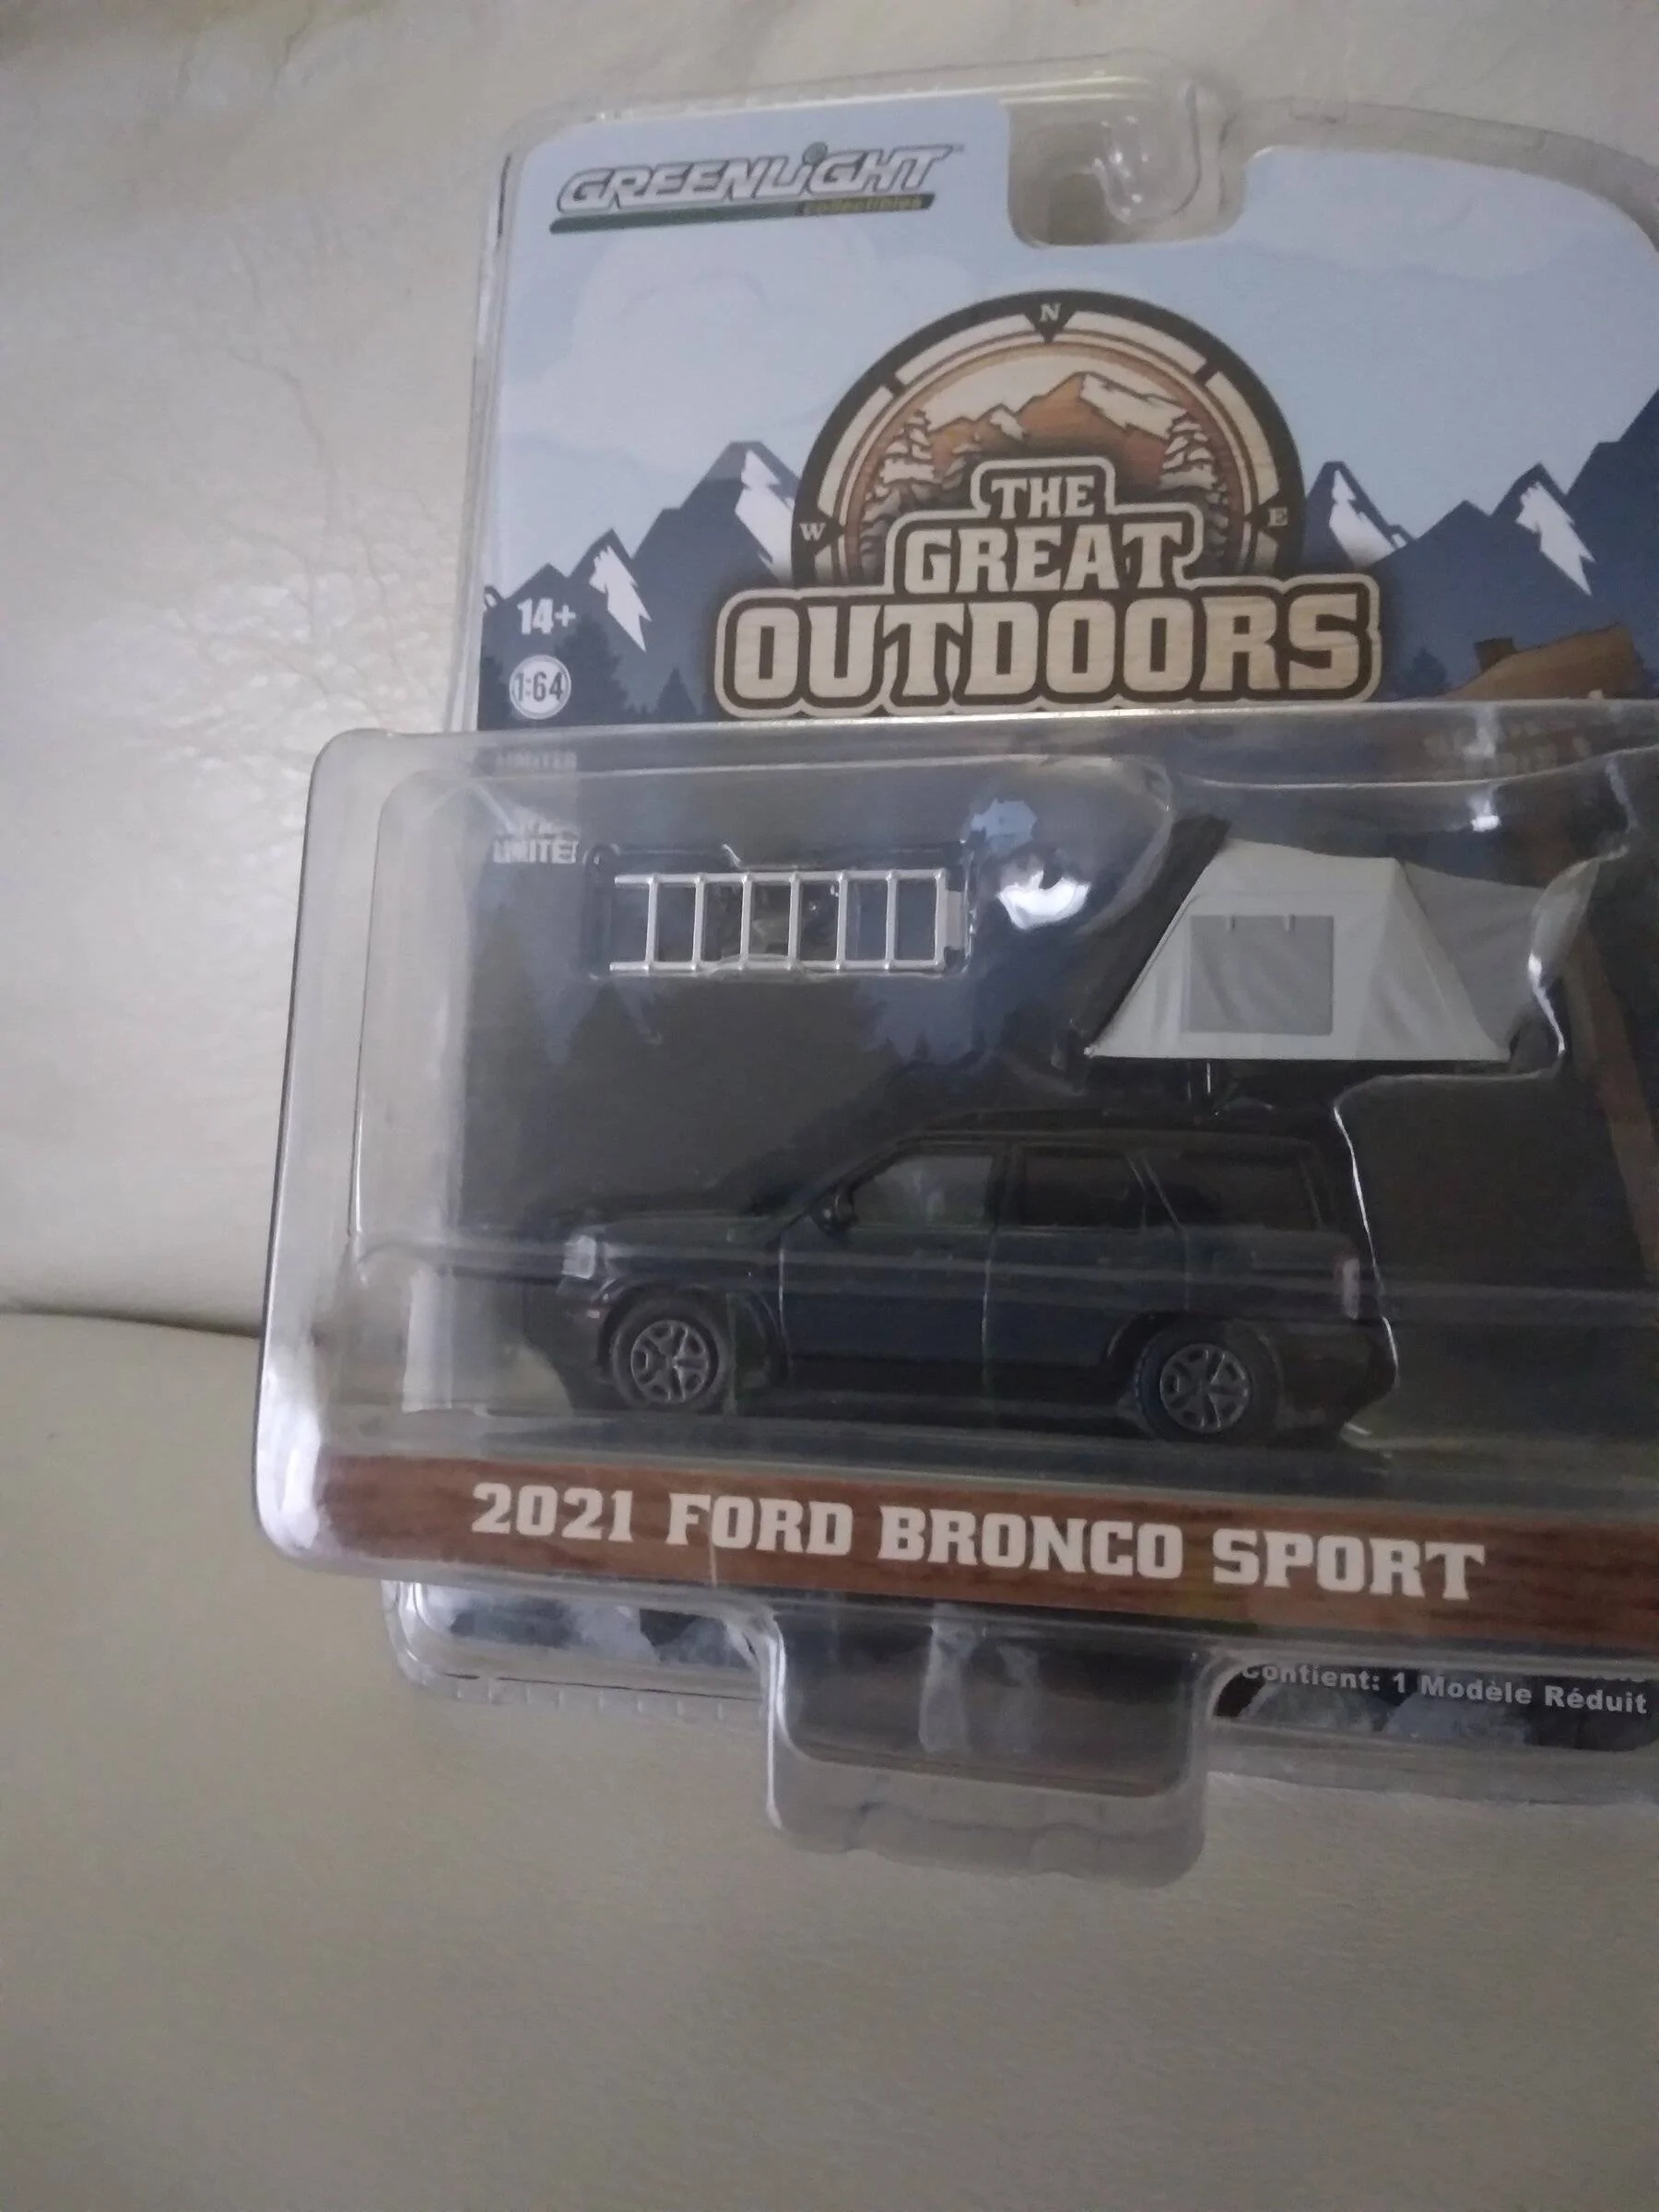 GREENLiGHT
collectibles
N
W
E
THE
GREAT
OUTDOORS
14+
1:64
LIMITED
2021 FORD BRONCO SPORT
Contient: 1 Modèle Réduit